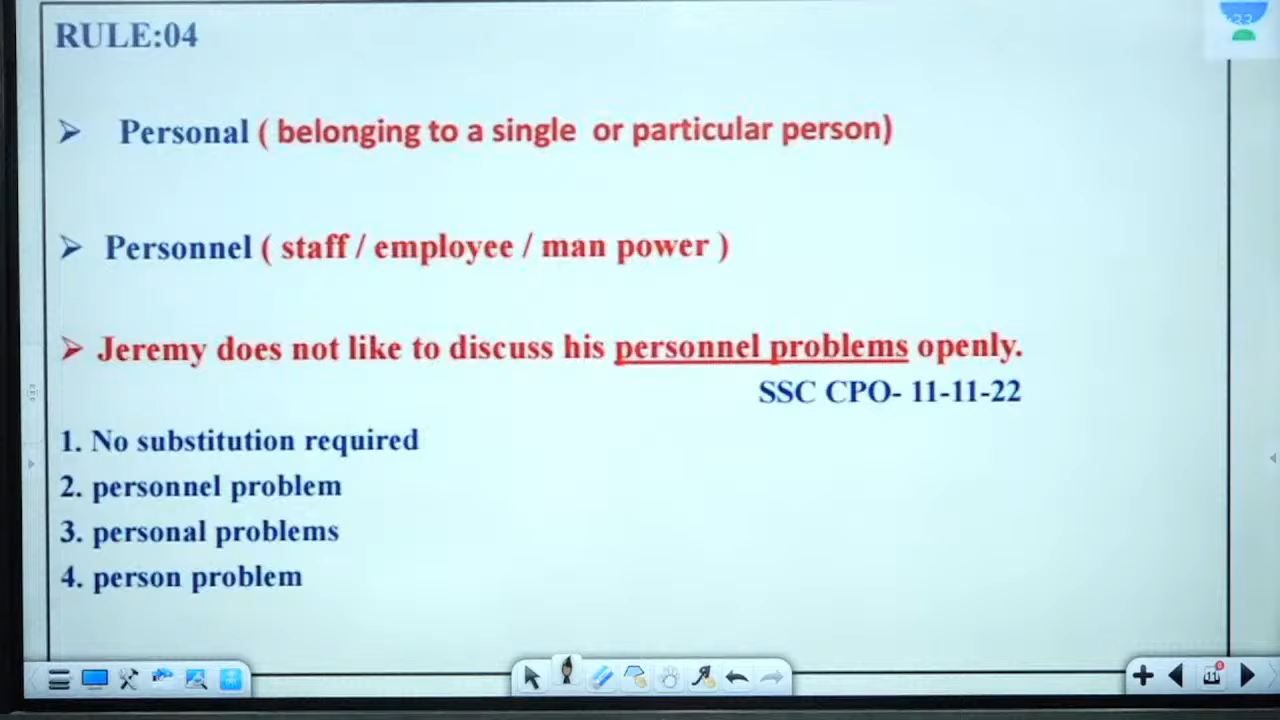 RULE:04
➢ Personal ( belonging to a single or particular person)
➢ Personnel ( staff / employee / man power )
➢ Jeremy does not like to discuss his personnel problems openly.
SSC CPO- 11-11-22
1. No substitution required
2. personnel problem
3. personal problems
4. person problem